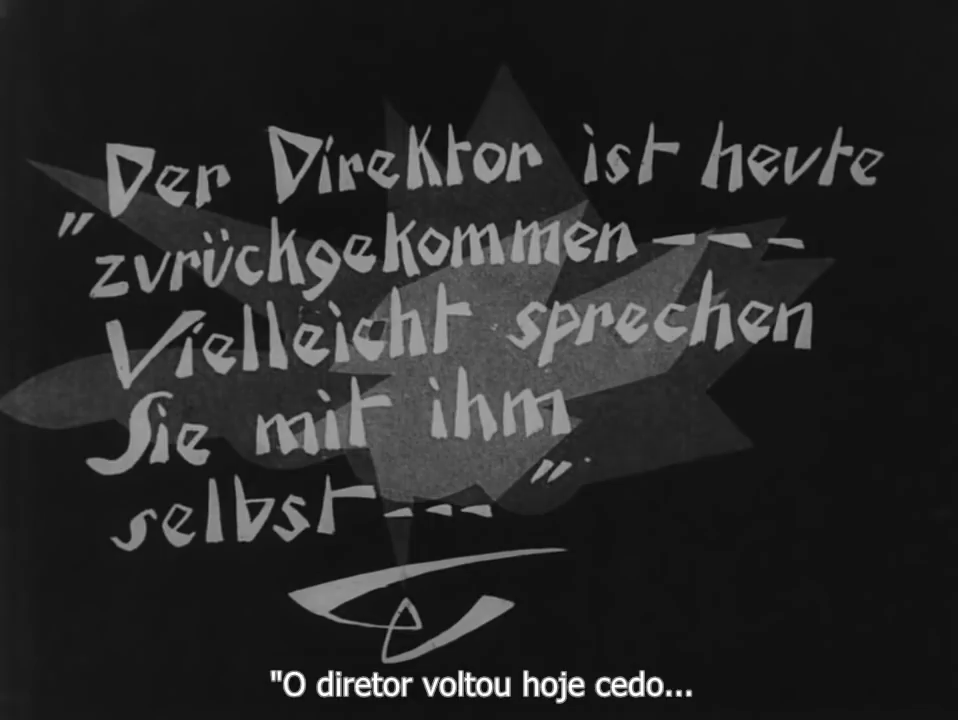 Der Direktor ist heute
"zurückgekommen ---
Vielleicht sprechen
Sie mit ihm
selbst ---"
"O diretor voltou hoje cedo...